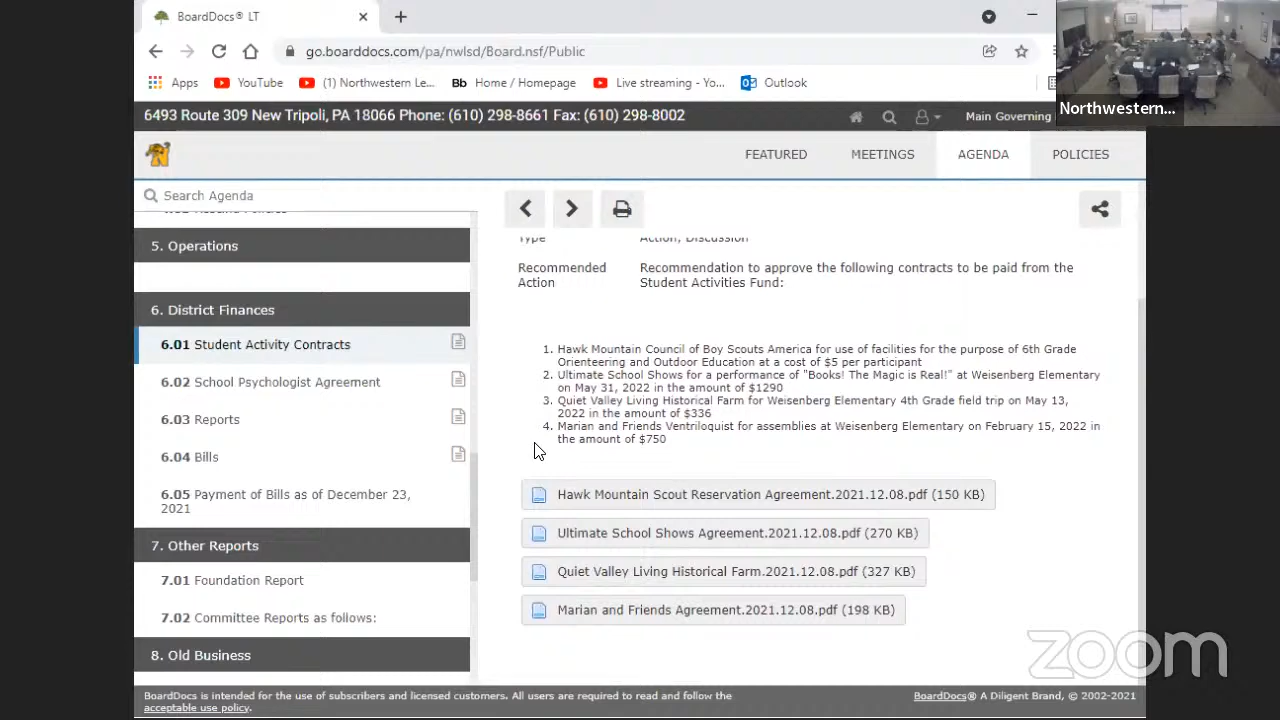 BoardDocs® LT
go.boarddocs.com/pa/nwlsd/Board.nsf/Public
Apps
YouTube
(1) Northwestern Le...
Bb Home / Homepage
Live streaming - Yo...
Outlook
Northwestern...
6493 Route 309 New Tripoli, PA 18066 Phone: (610) 298-8661 Fax: (610) 298-8002
Main Governing
FEATURED
MEETINGS
AGENDA
POLICIES
Search Agenda
5. Operations
6. District Finances
6.01 Student Activity Contracts
6.02 School Psychologist Agreement
6.03 Reports
6.04 Bills
6.05 Payment of Bills as of December 23,
2021
7. Other Reports
7.01 Foundation Report
7.02 Committee Reports as follows:
8. Old Business
Type Action, Discussion
Recommended
Action
Recommendation to approve the following contracts to be paid from the
Student Activities Fund:
1. Hawk Mountain Council of Boy Scouts America for use of facilities for the purpose of 6th Grade
Orienteering and Outdoor Education at a cost of $5 per participant
2. Ultimate School Shows for a performance of "Books! The Magic is Real!" at Weisenberg Elementary
on May 31, 2022 in the amount of $1290
3. Quiet Valley Living Historical Farm for Weisenberg Elementary 4th Grade field trip on May 13,
2022 in the amount of $336
4. Marian and Friends Ventriloquist for assemblies at Weisenberg Elementary on February 15, 2022 in
the amount of $750
Hawk Mountain Scout Reservation Agreement.2021.12.08.pdf (150 KB)
Ultimate School Shows Agreement.2021.12.08.pdf (270 KB)
Quiet Valley Living Historical Farm.2021.12.08.pdf (327 KB)
Marian and Friends Agreement.2021.12.08.pdf (198 KB)
zoom
BoardDocs is intended for the use of subscribers and licensed customers. All users are required to read and follow the
acceptable use policy.
BoardDocs® A Diligent Brand, © 2002-2021